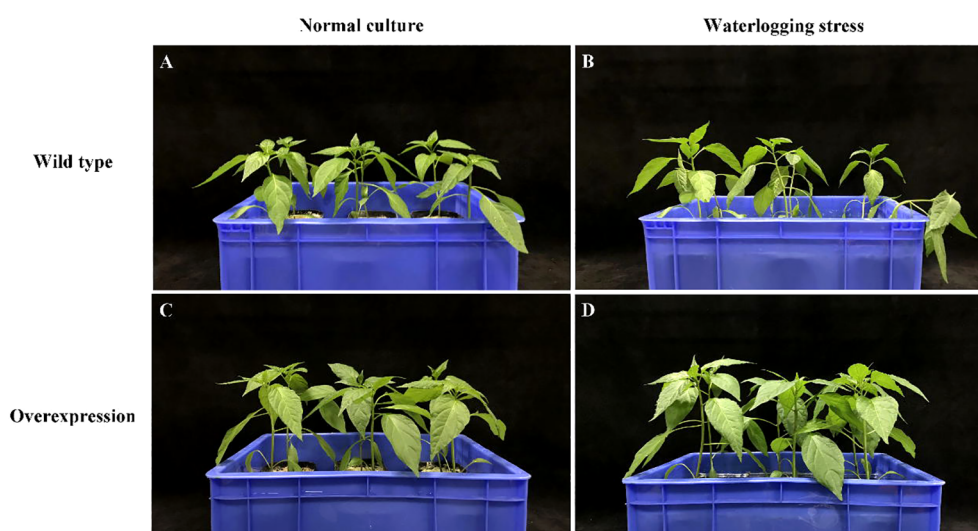 Normal culture
Waterlogging stress
A
B
Wild type
C
D
Overexpression